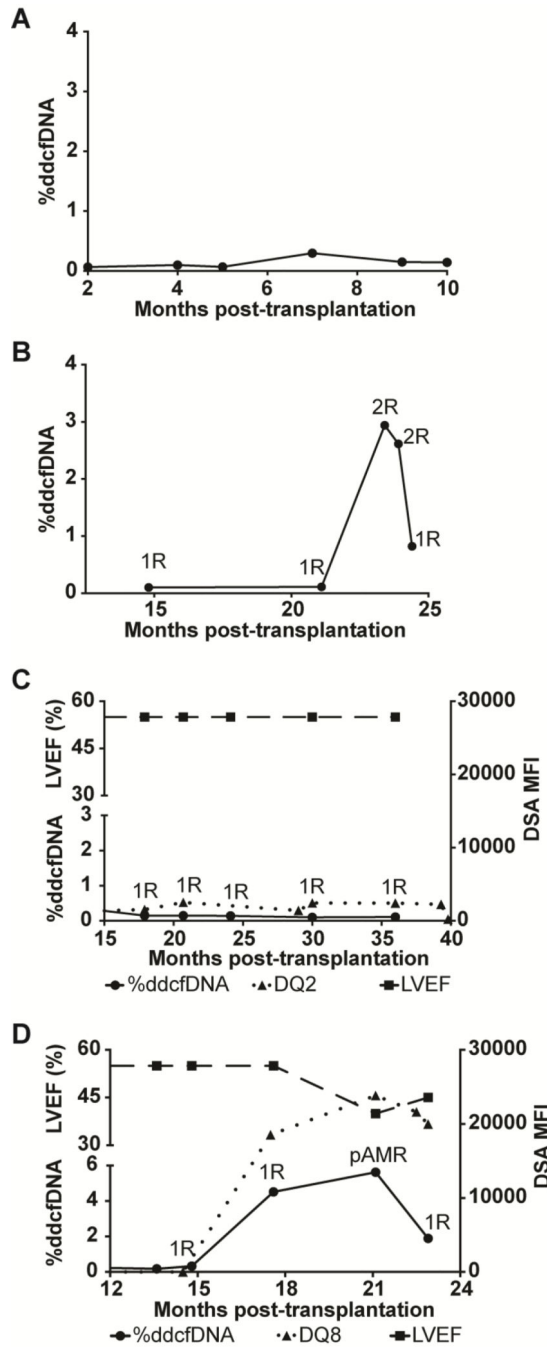 A
4
3
2
1
0
%ddcfDNA
2 4 6 8 10
Months post-transplantation
B
4
3
2
1
0
%ddcfDNA
1R 1R 2R 2R 1R
15 20 25
Months post-transplantation
C
60
45
30
LVEF (%)
3
2
1
0
%ddcfDNA
30000
20000
10000
0
DSA MFI
1R 1R 1R 1R 1R
15 20 25 30 35 40
Months post-transplantation
%ddcfDNA DQ2 LVEF
D
60
45
30
LVEF (%)
6
4
2
0
%ddcfDNA
30000
20000
10000
0
DSA MFI
1R 1R pAMR 1R
12 15 18 21 24
Months post-transplantation
%ddcfDNA DQ8 LVEF